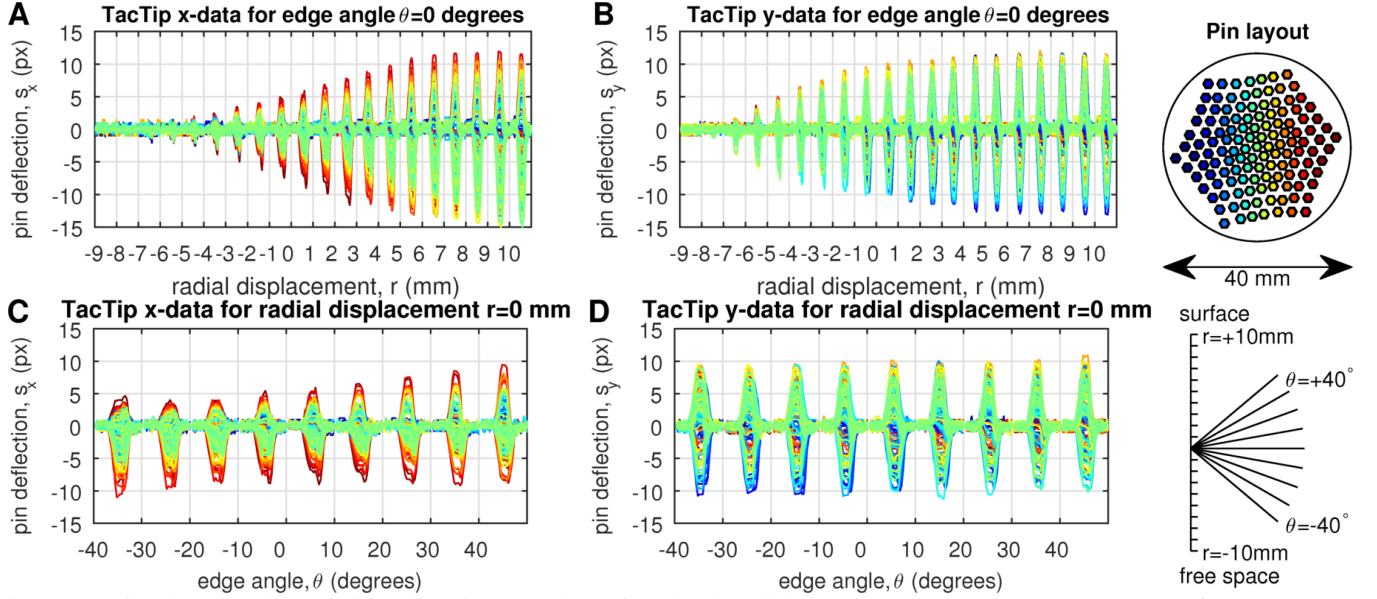 A
TacTip x-data for edge angle θ=0 degrees
15
10
5
0
-5
-10
-15
pin deflection, s_x (px)
-9 -8 -7 -6 -5 -4 -3 -2 -1 0 1 2 3 4 5 6 7 8 9 10
radial displacement, r (mm)
B
TacTip y-data for edge angle θ=0 degrees
15
10
5
0
-5
-10
-15
pin deflection, s_y (px)
-9 -8 -7 -6 -5 -4 -3 -2 -1 0 1 2 3 4 5 6 7 8 9 10
radial displacement, r (mm)
Pin layout
40 mm
C
TacTip x-data for radial displacement r=0 mm
15
10
5
0
-5
-10
-15
pin deflection, s_x (px)
-40 -30 -20 -10 0 10 20 30 40
edge angle, θ (degrees)
D
TacTip y-data for radial displacement r=0 mm
15
10
5
0
-5
-10
-15
pin deflection, s_y (px)
-40 -30 -20 -10 0 10 20 30 40
edge angle, θ (degrees)
surface
r=+10mm
θ=+40°
θ=-40°
r=-10mm
free space